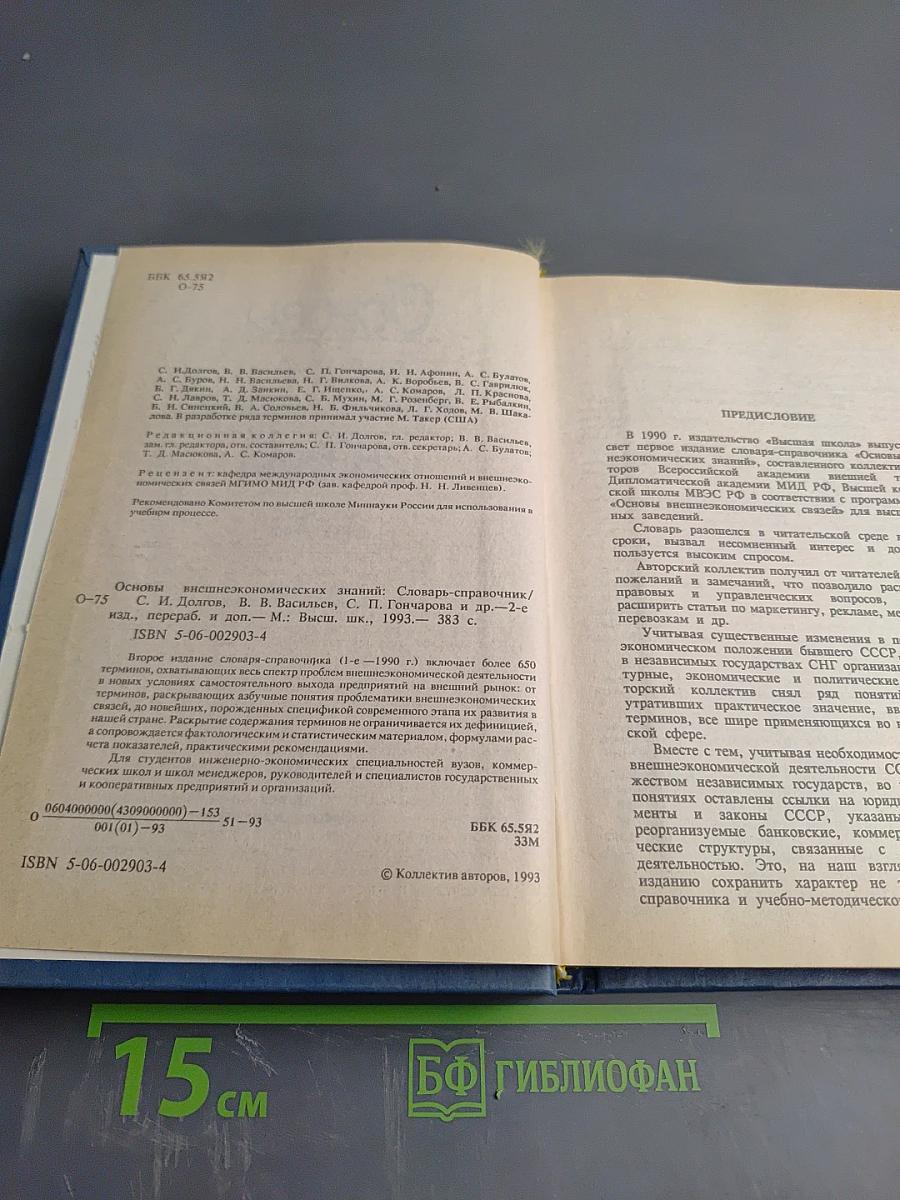 ББК 65.5Я2
О-75
С. И.Долгов, В. В. Васильев, С. П. Гончарова, И. И. Афонин, А. С. Булатов,
А. С. Буров, Н. Н. Васильева, Н. Г. Вилкова, А. К. Воробьев, В. С. Гаврилюк,
Б. Г. Дякин, А. Д. Заикин, Е. Г. Ищенко, А. С. Комаров, Л. П. Краснова,
С. Н. Лавров, Т. Д. Масюкова, С. Б. Мухин, М. Г. Розенберг, В. Е. Рыбалкин,
Б. Н. Синецкий, В. А. Соловьев, Н. Б. Фильчикова, Л. Г. Ходов, М. В. Шака-
лова. В разработке ряда терминов принимал участие М. Такер (США)
Редакционная коллегия: С. И. Долгов, гл. редактор; В. В. Васильев,
зам. гл. редактора, отв. составитель; С. П. Гончарова, отв. секретарь; А. С. Булатов;
Т. Д. Масюкова, А. С. Комаров.
Рецензент: кафедра международных экономических отношений и внешнеэко-
номических связей МГИМО МИД РФ (зав. кафедрой проф. Н. Н. Ливенцев).
Рекомендовано Комитетом по высшей школе Миннауки России для использования в
учебном процессе.
Основы внешнеэкономических знаний: Словарь-справочник/
О—75 С. И. Долгов, В. В. Васильев, С. П. Гончарова и др.—2-е
изд., перераб. и доп.— М.: Высш. шк., 1993.— 383 с.
ISBN 5-06-002903-4
Второе издание словаря-справочника (1-е —1990 г.) включает более 650
терминов, охватывающих весь спектр проблем внешнеэкономической деятельности
в новых условиях самостоятельного выхода предприятий на внешний рынок: от
терминов, раскрывающих азбучные понятия проблематики внешнеэкономических
связей, до новейших, порожденных спецификой современного этапа их развития в
нашей стране. Раскрытие содержания терминов не ограничивается их дефиницией,
а сопровождается фактологическим и статистическим материалом, формулами рас-
чета показателей, практическими рекомендациями.
Для студентов инженерно-экономических специальностей вузов, коммер-
ческих школ и школ менеджеров, руководителей и специалистов государственных
и кооперативных предприятий и организаций.
О 0604000000(4309000000)—153
001(01)—93 51—93
ББК 65.5Я2
33М
ISBN 5-06-002903-4
© Коллектив авторов, 1993
ПРЕДИСЛОВИЕ
В 1990 г. издательство «Высшая школа» выпус
свет первое издание словаря-справочника «Основы
неэкономических знаний», составленного коллекти
торов Всероссийской академии внешней т
Дипломатической академии МИД РФ, Высшей к
ской школы МВЭС РФ в соответствии с програм
«Основы внешнеэкономических связей» для выс
ных заведений.
Словарь разошелся в читательской среде в
сроки, вызвал несомненный интерес и до
пользуется высоким спросом.
Авторский коллектив получил от читателей
пожеланий и замечаний, что позволило рас
правовых и управленческих вопросов,
расширить статьи по маркетингу, рекламе, ме
перевозкам и др.
Учитывая существенные изменения в п
экономическом положении бывшего СССР,
в независимых государствах СНГ организа
турные, экономические и политические
торский коллектив снял ряд понятий
утративших практическое значение, вв
терминов, все шире применяющихся во в
ской сфере.
Вместе с тем, учитывая необходимост
внешнеэкономической деятельности СС
жеством независимых государств, во
понятиях оставлены ссылки на юриди
менты и законы СССР, указаны
реорганизуемые банковские, коммер
ческие структуры, связанные с
деятельностью. Это, на наш взгля
изданию сохранить характер не т
справочника и учебно-методическо
15 см
БФ ГИБЛИОФАН